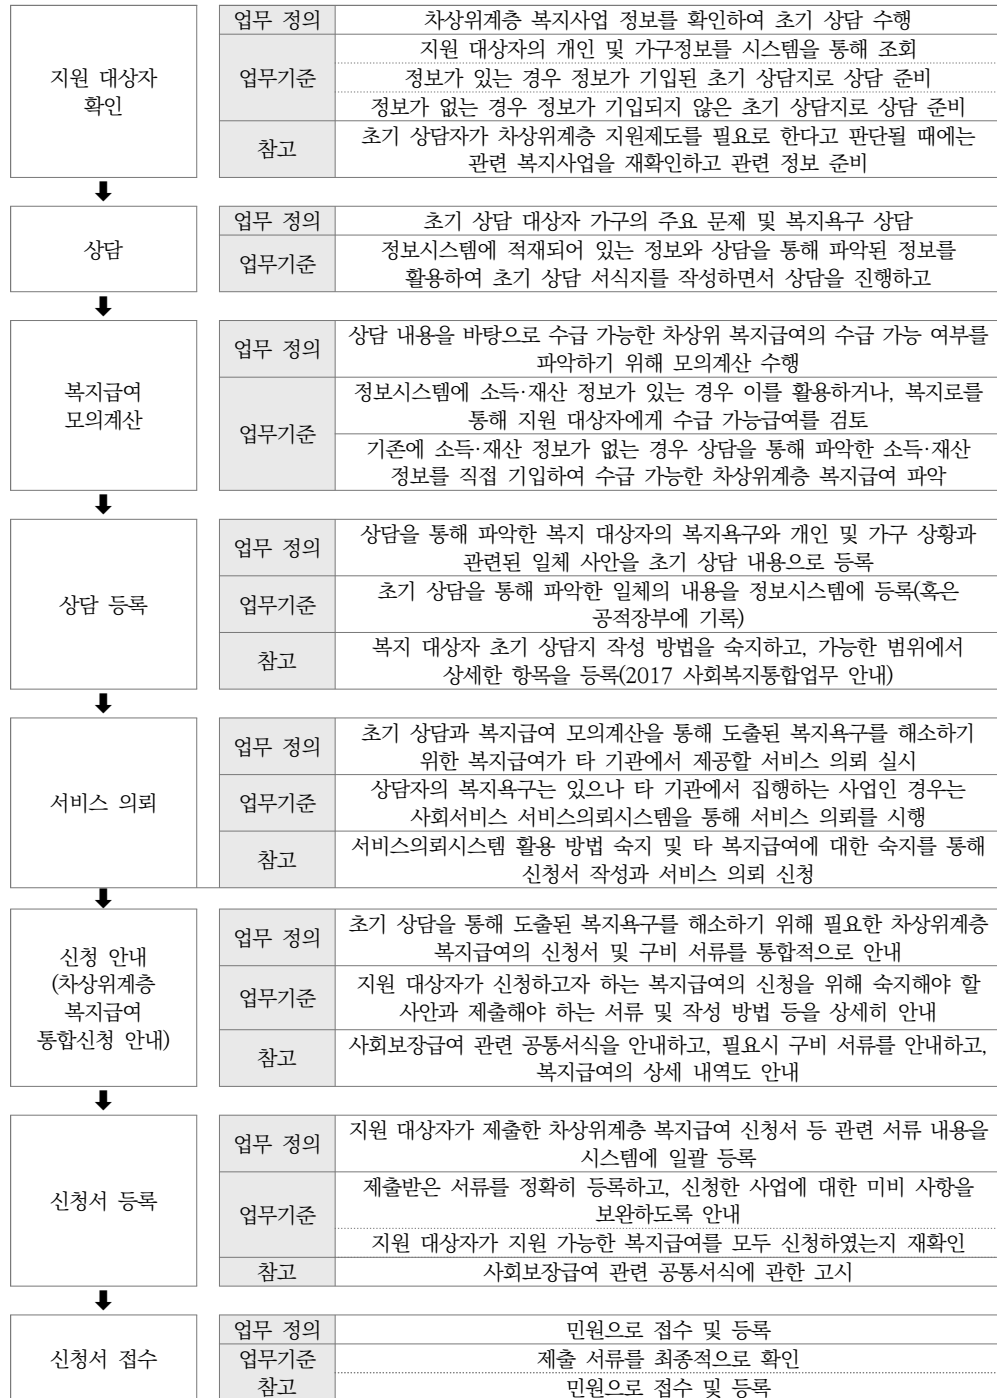 지원 대상자
확인
업무 정의
차상위계층 복지사업 정보를 확인하여 초기 상담 수행
업무기준
지원 대상자의 개인 및 가구정보를 시스템을 통해 조회
정보가 있는 경우 정보가 기입된 초기 상담지로 상담 준비
정보가 없는 경우 정보가 기입되지 않은 초기 상담지로 상담 준비
참고
초기 상담자가 차상위계층 지원제도를 필요로 한다고 판단될 때에는
관련 복지사업을 재확인하고 관련 정보 준비
상담
업무 정의
초기 상담 대상자 가구의 주요 문제 및 복지욕구 상담
업무기준
정보시스템에 적재되어 있는 정보와 상담을 통해 파악된 정보를
활용하여 초기 상담 서식지를 작성하면서 상담을 진행하고
복지급여
모의계산
업무 정의
상담 내용을 바탕으로 수급 가능한 차상위 복지급여의 수급 가능 여부를
파악하기 위해 모의계산 수행
업무기준
정보시스템에 소득·재산 정보가 있는 경우 이를 활용하거나, 복지로를
통해 지원 대상자에게 수급 가능급여를 검토
기존에 소득·재산 정보가 없는 경우 상담을 통해 파악한 소득·재산
정보를 직접 기입하여 수급 가능한 차상위계층 복지급여 파악
상담 등록
업무 정의
상담을 통해 파악한 복지 대상자의 복지욕구와 개인 및 가구 상황과
관련된 일체 사안을 초기 상담 내용으로 등록
업무기준
초기 상담을 통해 파악한 일체의 내용을 정보시스템에 등록(혹은
공적장부에 기록)
참고
복지 대상자 초기 상담지 작성 방법을 숙지하고, 가능한 범위에서
상세한 항목을 등록(2017 사회복지통합업무 안내)
서비스 의뢰
업무 정의
초기 상담과 복지급여 모의계산을 통해 도출된 복지욕구를 해소하기
위한 복지급여가 타 기관에서 제공할 서비스 의뢰 실시
업무기준
상담자의 복지욕구는 있으나 타 기관에서 집행하는 사업인 경우는
사회서비스 서비스의뢰시스템을 통해 서비스 의뢰를 시행
참고
서비스의뢰시스템 활용 방법 숙지 및 타 복지급여에 대한 숙지를 통해
신청서 작성과 서비스 의뢰 신청
신청 안내
(차상위계층
복지급여
통합신청 안내)
업무 정의
초기 상담을 통해 도출된 복지욕구를 해소하기 위해 필요한 차상위계층
복지급여의 신청서 및 구비 서류를 통합적으로 안내
업무기준
지원 대상자가 신청하고자 하는 복지급여의 신청을 위해 숙지해야 할
사안과 제출해야 하는 서류 및 작성 방법 등을 상세히 안내
참고
사회보장급여 관련 공통서식을 안내하고, 필요시 구비 서류를 안내하고,
복지급여의 상세 내역도 안내
신청서 등록
업무 정의
지원 대상자가 제출한 차상위계층 복지급여 신청서 등 관련 서류 내용을
시스템에 일괄 등록
업무기준
제출받은 서류를 정확히 등록하고, 신청한 사업에 대한 미비 사항을
보완하도록 안내
지원 대상자가 지원 가능한 복지급여를 모두 신청하였는지 재확인
참고
사회보장급여 관련 공통서식에 관한 고시
신청서 접수
업무 정의
민원으로 접수 및 등록
업무기준
제출 서류를 최종적으로 확인
참고
민원으로 접수 및 등록